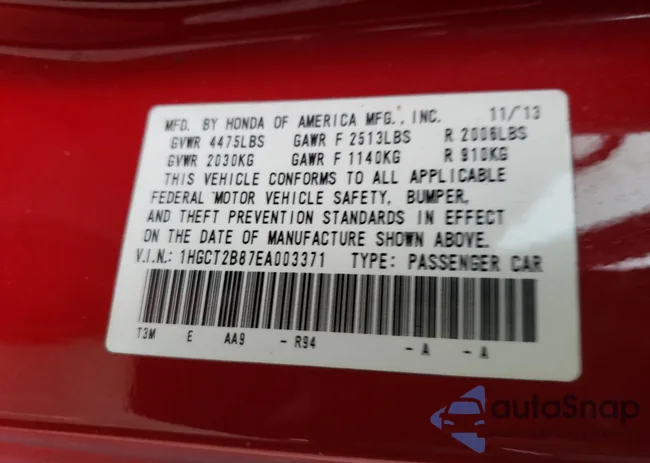 MFD. BY HONDA OF AMERICA MFG., INC. 11/13
GVWR 4475LBS GAWR F 2513LBS R 2006LBS
GVWR 2030KG GAWR F 1140KG R 910KG
THIS VEHICLE CONFORMS TO ALL APPLICABLE
FEDERAL MOTOR VEHICLE SAFETY, BUMPER,
AND THEFT PREVENTION STANDARDS IN EFFECT
ON THE DATE OF MANUFACTURE SHOWN ABOVE.
V.I.N.: 1HGCT2B87EA003371 TYPE: PASSENGER CAR
T3M E AA9 - R94 - A - A
autoSnap